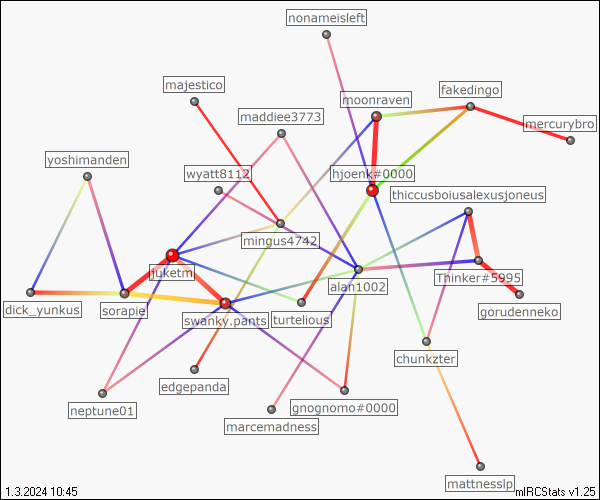 nonameisleft
majestico
fakedingo
moonraven
maddiee3773
mercurybro
yoshimanden
wyatt8112
hjoenk#0000
thiccusboiusalexusjoneus
mingus4742
juketm
Thinker#5995
alan1002
dick_yunkus
sorapie
swanky.pants
turtelious
gorudenneko
chunkzter
edgepanda
neptune01
gnognomo#0000
marcemadness
mattnesslp
1.3.2024 10:45
mIRCStats v1.25